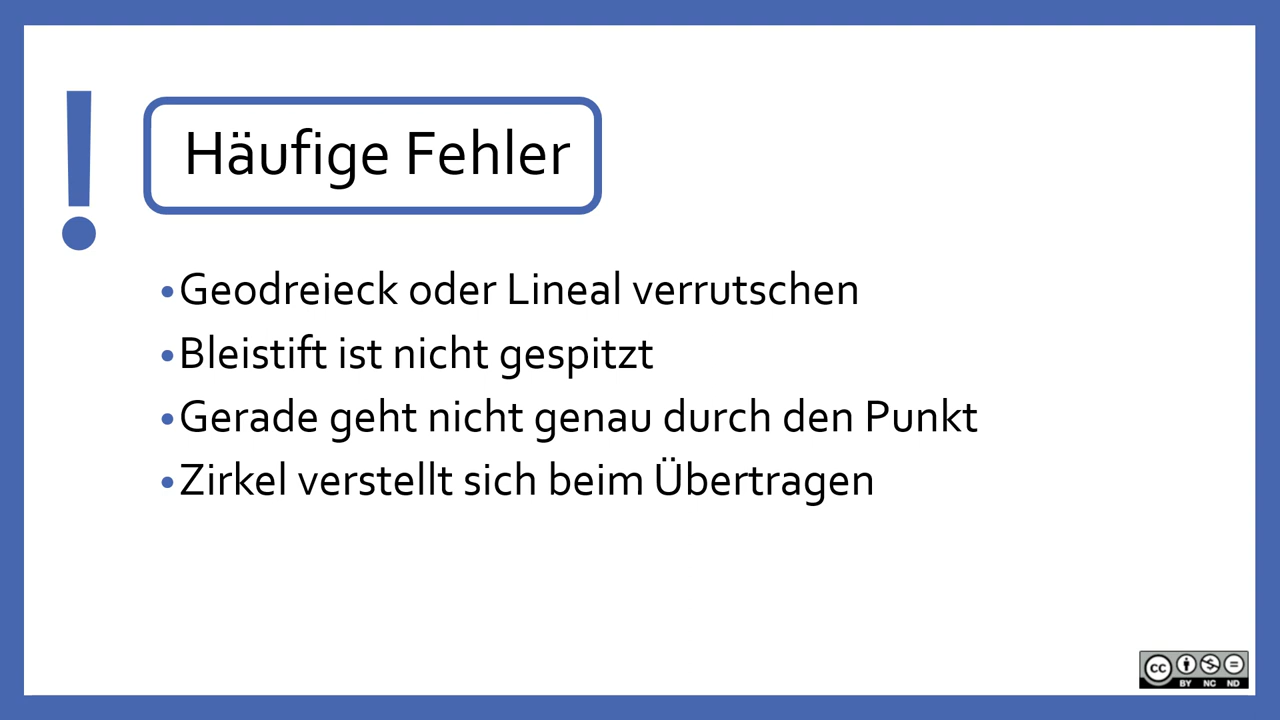 !
Häufige Fehler
•Geodreieck oder Lineal verrutschen
•Bleistift ist nicht gespitzt
•Gerade geht nicht genau durch den Punkt
•Zirkel verstellt sich beim Übertragen
cc
BY NC ND